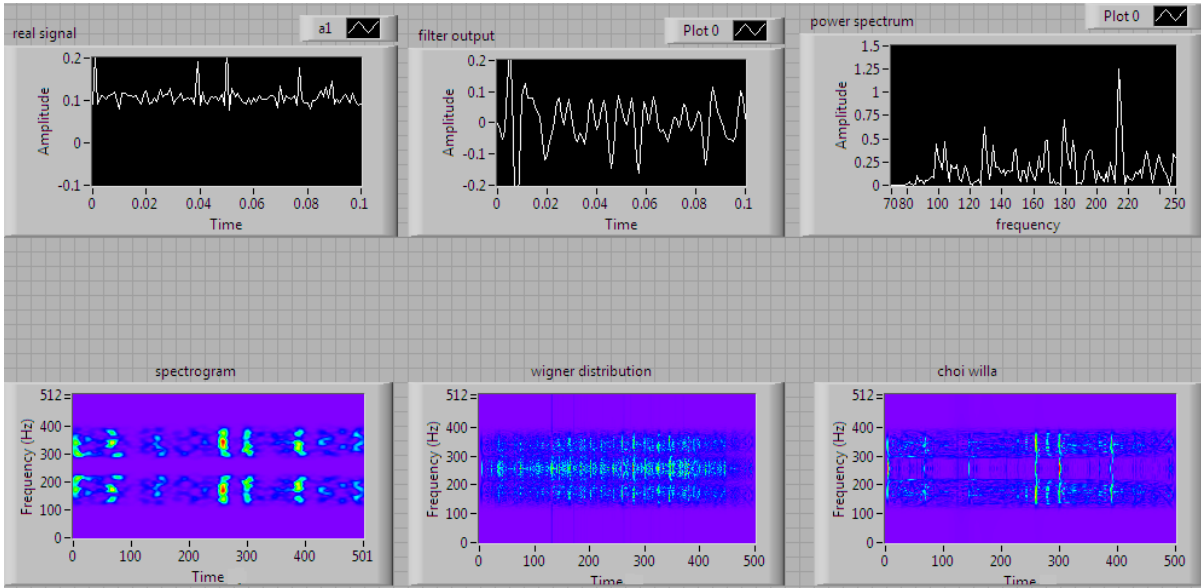 real signal
a1
Amplitude
0.2
0.1
0
-0.1
0 0.02 0.04 0.06 0.08 0.1
Time
filter output
Plot 0
Amplitude
0.2
0.1
0
-0.1
-0.2
0 0.02 0.04 0.06 0.08 0.1
Time
power spectrum
Plot 0
Amplitude
1.5
1.25
1
0.75
0.5
0.25
0
70 80 100 120 140 160 180 200 220 250
frequency
spectrogram
Frequency (Hz)
512
400
300
200
100
0
0 100 200 300 400 501
Time
wigner distribution
Frequency (Hz)
512
400
300
200
100
0
0 100 200 300 400 500
Time
choi willa
Frequency (Hz)
512
400
300
200
100
0
0 100 200 300 400 500
Time